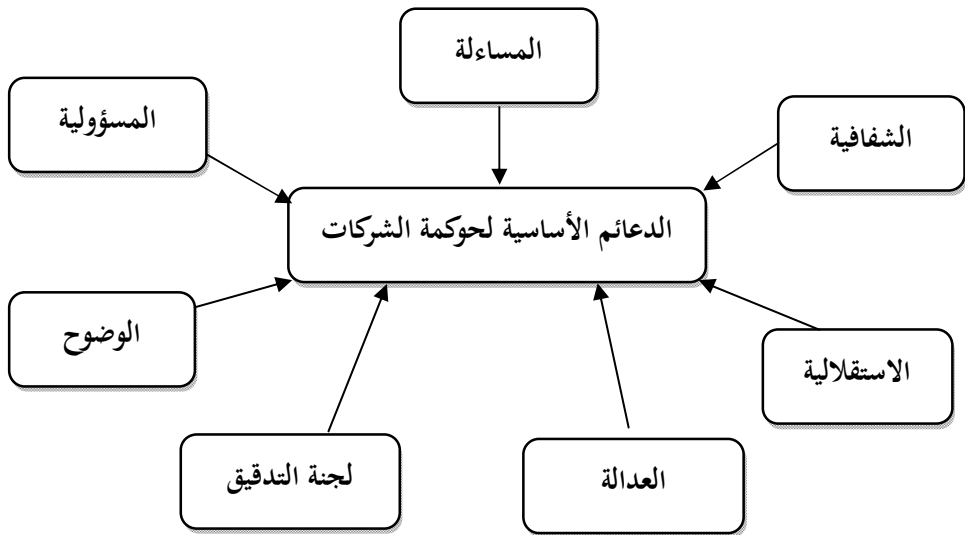 المساءلة
الشفافية
المسؤولية
الدعائم الأساسية لحوكمة الشركات
الوضوح
الاستقلالية
العدالة
لجنة التدقيق